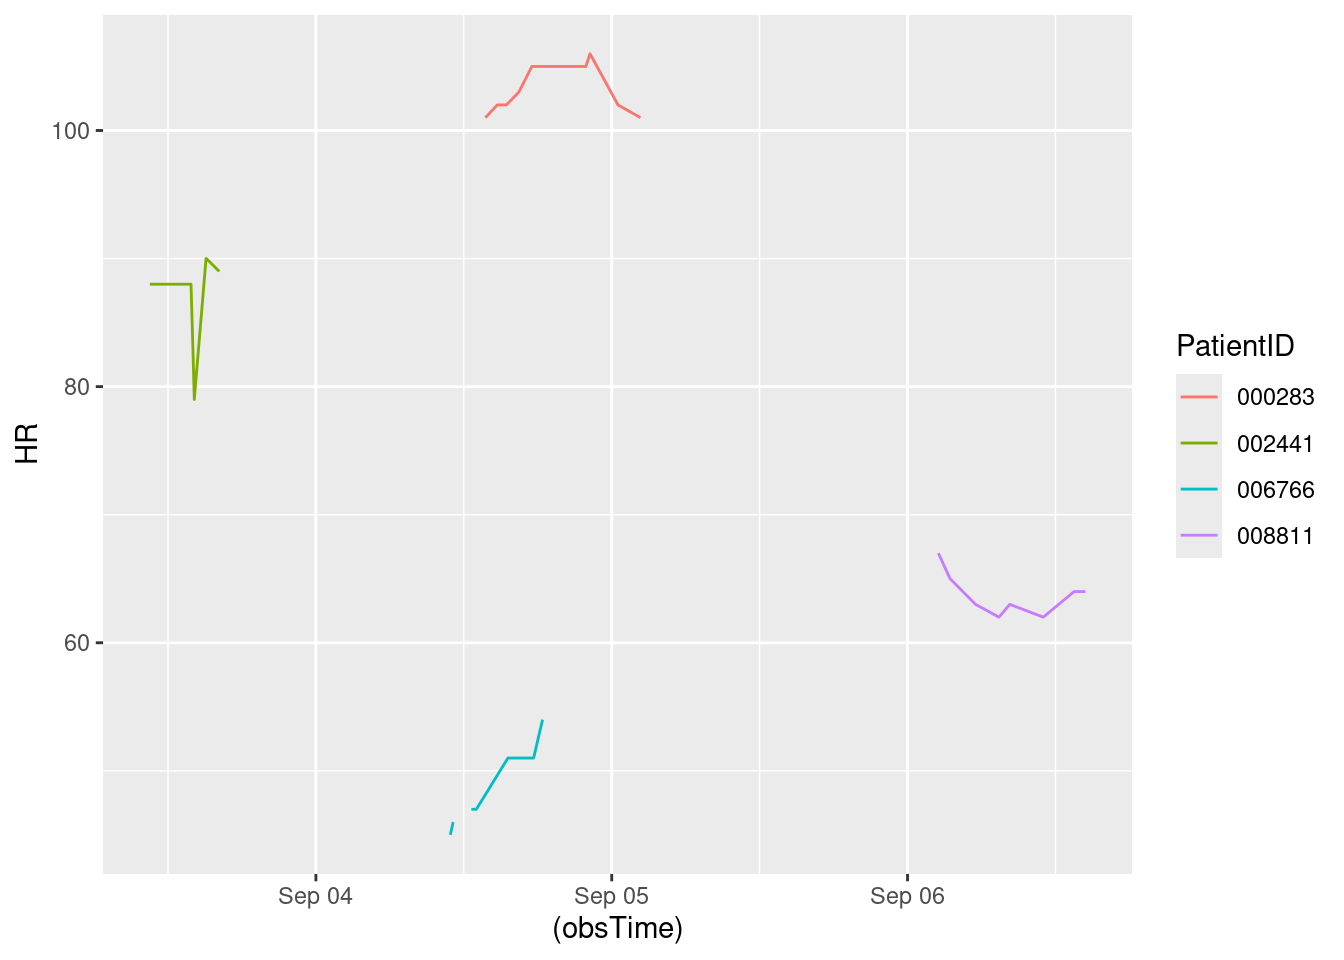 100
80
60
HR
Sep 04
Sep 05
Sep 06
(obsTime)
PatientID
000283
002441
006766
008811